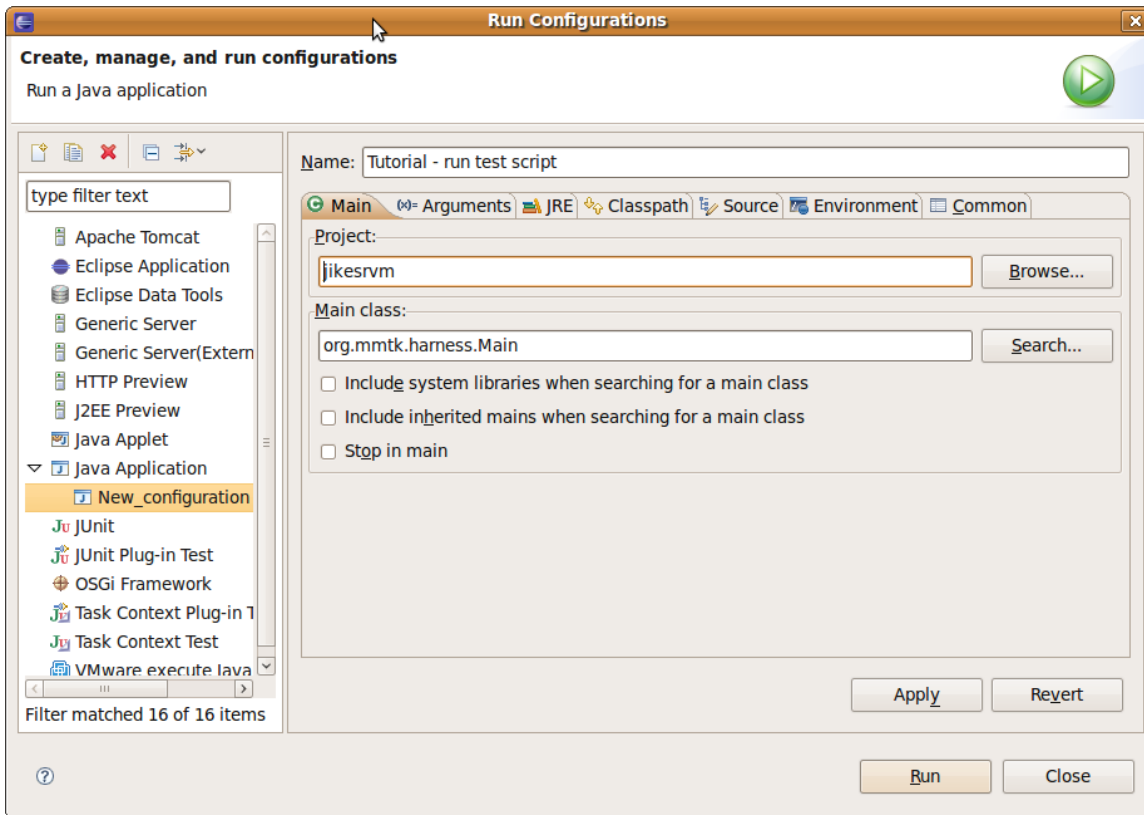 Run Configurations
Create, manage, and run configurations
Run a Java application
type filter text
Apache Tomcat
Eclipse Application
Eclipse Data Tools
Generic Server
Generic Server(Extern
HTTP Preview
J2EE Preview
Java Applet
Java Application
New_configuration
Ju JUnit
JUnit Plug-in Test
OSGi Framework
Task Context Plug-in T
Task Context Test
VMware execute Java
Filter matched 16 of 16 items
Name: Tutorial - run test script
Main (x)= Arguments JRE Classpath Source Environment Common
Project:
jikesrvm Browse...
Main class:
org.mmtk.harness.Main Search...
Include system libraries when searching for a main class
Include inherited mains when searching for a main class
Stop in main
Apply Revert
Run Close